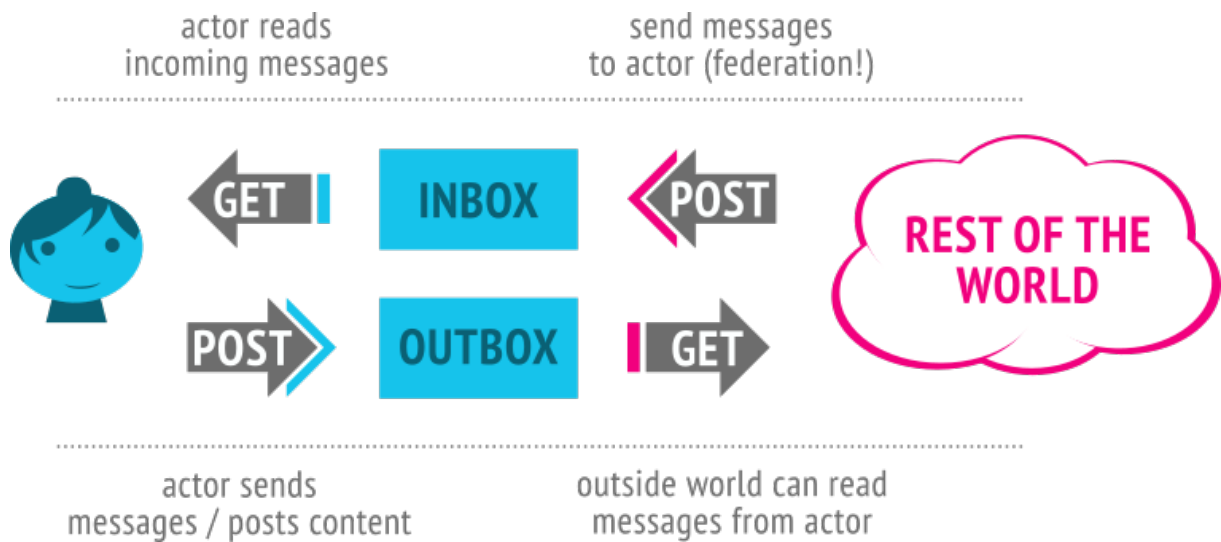 actor reads
incoming messages
send messages
to actor (federation!)
GET
INBOX
POST
REST OF THE
WORLD
POST
OUTBOX
GET
actor sends
messages / posts content
outside world can read
messages from actor